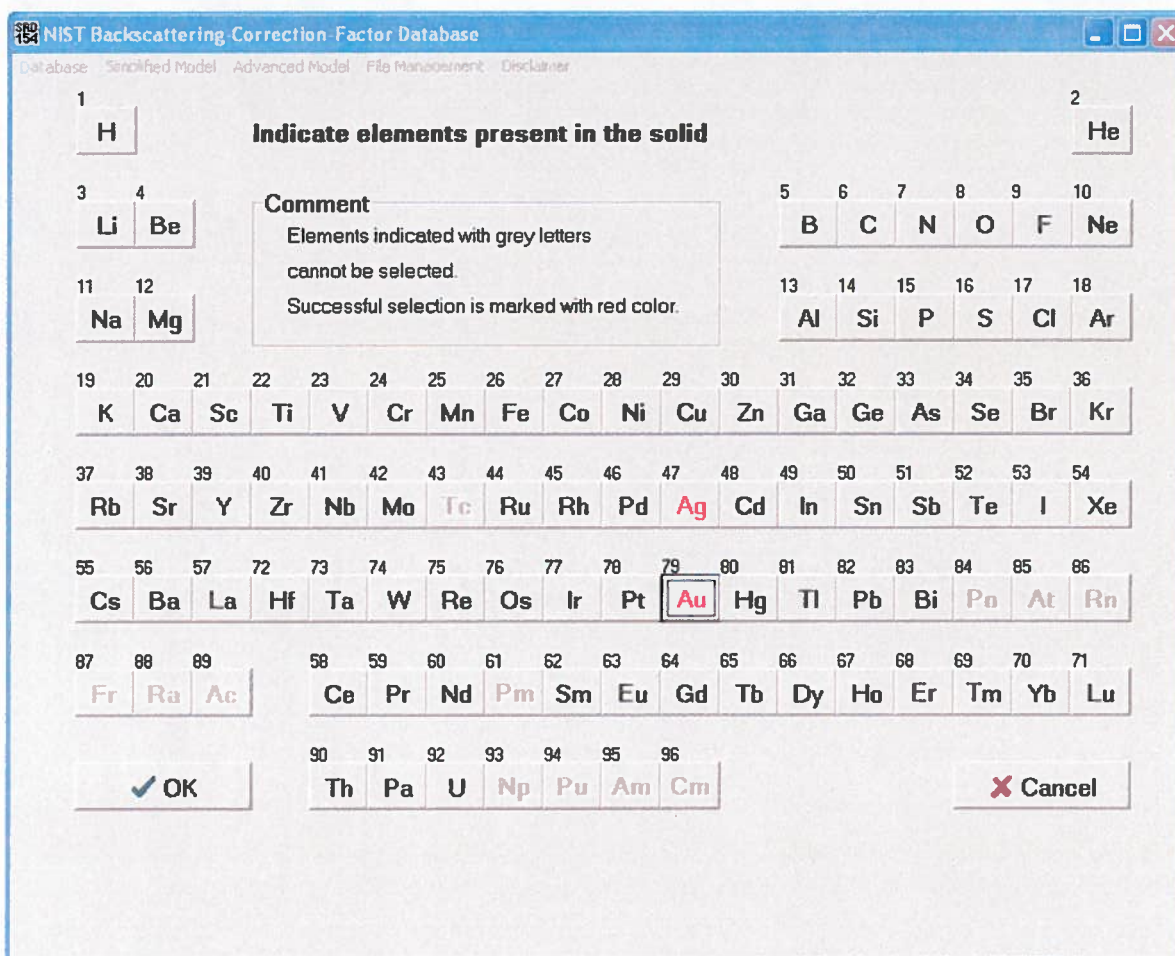 SRD 154 NIST Backscattering-Correction-Factor Database
Database Simplified Model Advanced Model File Management Disclaimer
1 2
H Indicate elements present in the solid He
3 4 5 6 7 8 9 10
Li Be B C N O F Ne
Comment
Elements indicated with grey letters
cannot be selected.
Successful selection is marked with red color.
11 12 13 14 15 16 17 18
Na Mg Al Si P S Cl Ar
19 20 21 22 23 24 25 26 27 28 29 30 31 32 33 34 35 36
K Ca Sc Ti V Cr Mn Fe Co Ni Cu Zn Ga Ge As Se Br Kr
37 38 39 40 41 42 43 44 45 46 47 48 49 50 51 52 53 54
Rb Sr Y Zr Nb Mo Tc Ru Rh Pd Ag Cd In Sn Sb Te I Xe
55 56 57 72 73 74 75 76 77 78 79 80 81 82 83 84 85 86
Cs Ba La Hf Ta W Re Os Ir Pt Au Hg Tl Pb Bi Po At Rn
87 88 89 58 59 60 61 62 63 64 65 66 67 68 69 70 71
Fr Ra Ac Ce Pr Nd Pm Sm Eu Gd Tb Dy Ho Er Tm Yb Lu
90 91 92 93 94 95 96
OK Th Pa U Np Pu Am Cm Cancel